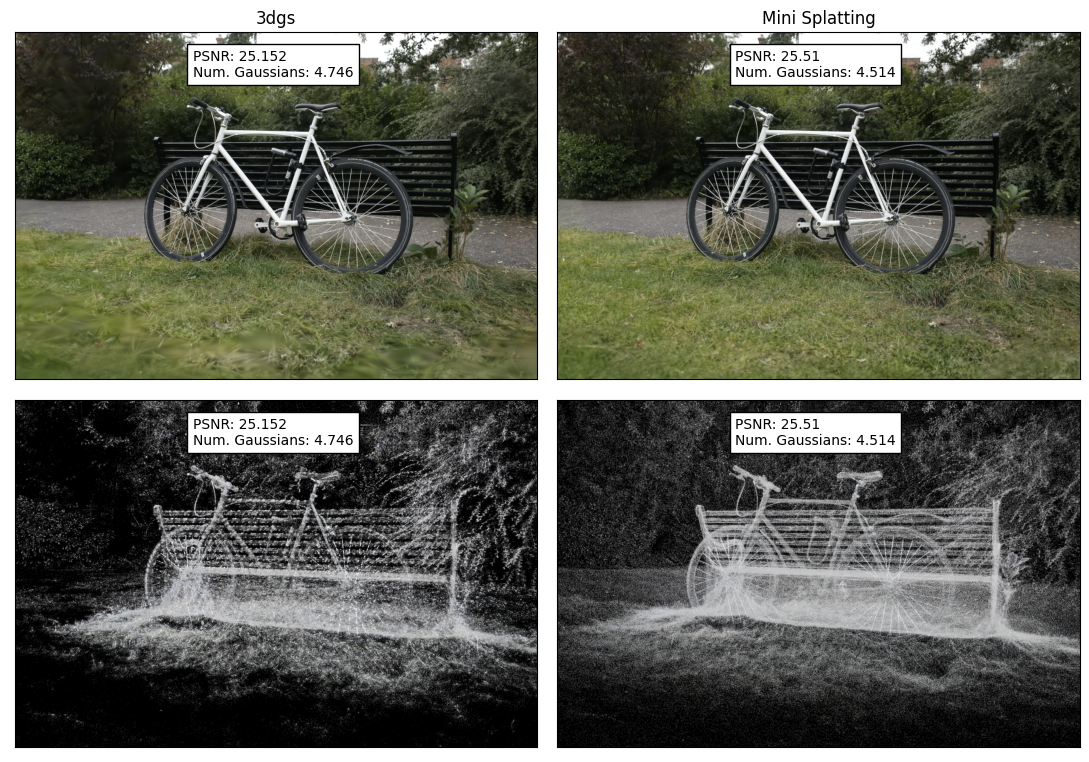 3dgs
Mini Splatting
PSNR: 25.152
Num. Gaussians: 4.746
PSNR: 25.51
Num. Gaussians: 4.514
PSNR: 25.152
Num. Gaussians: 4.746
PSNR: 25.51
Num. Gaussians: 4.514